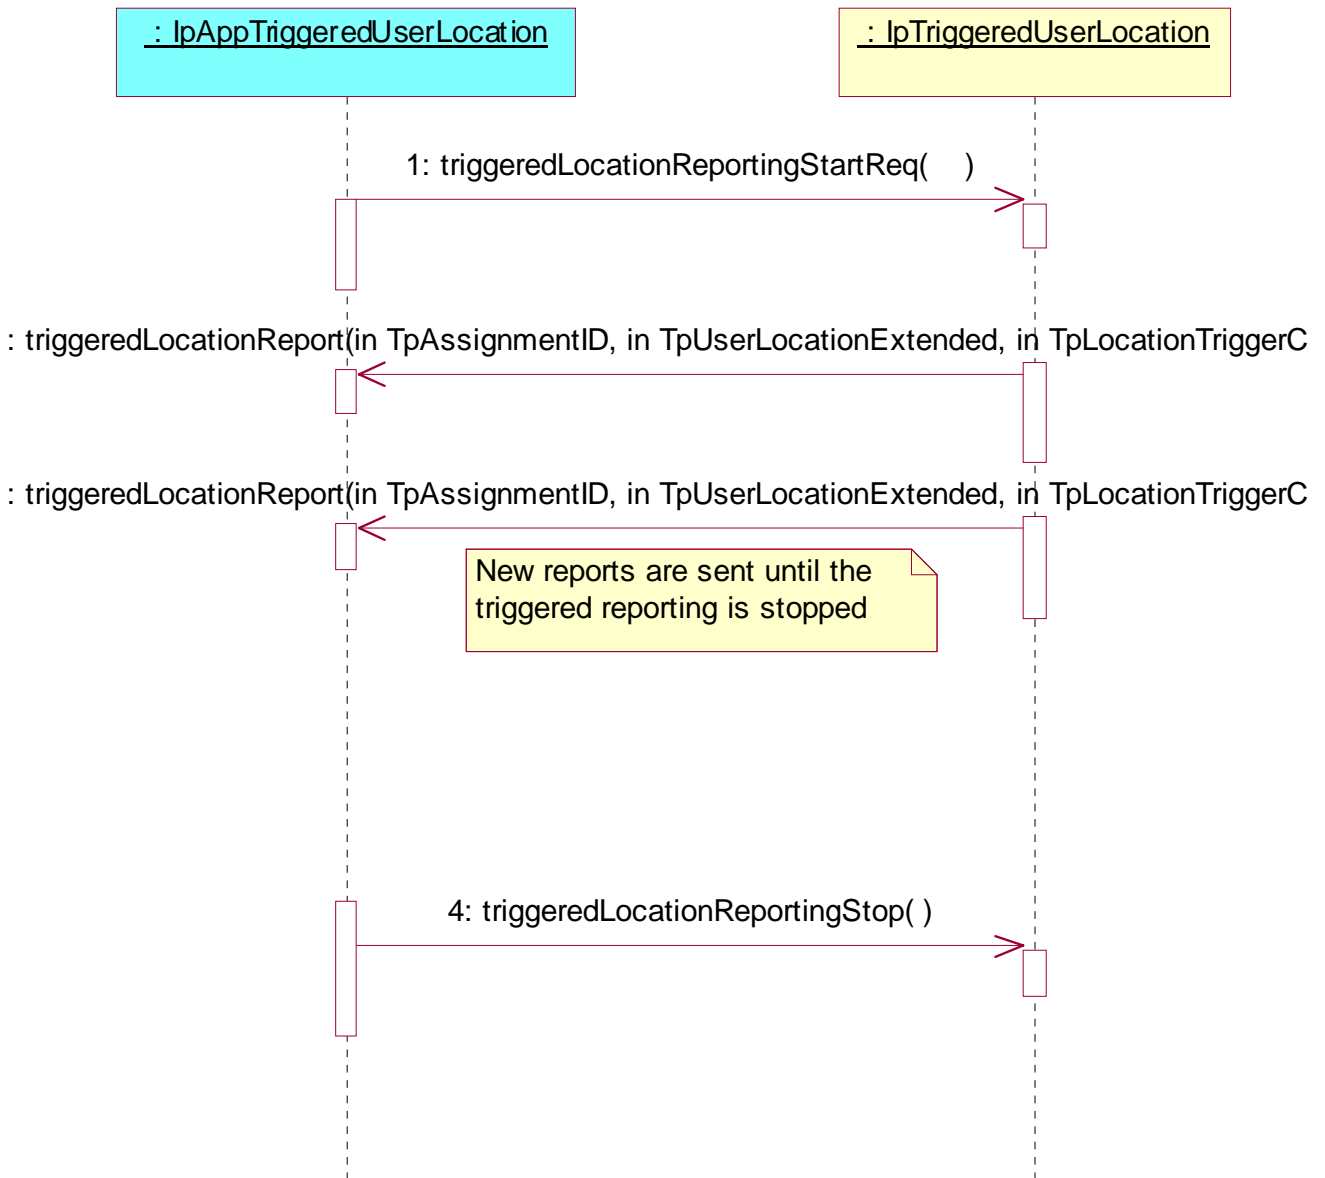 : IpAppTriggeredUserLocation
: IpTriggeredUserLocation
1: triggeredLocationReportingStartReq( )
: triggeredLocationReport(in TpAssignmentID, in TpUserLocationExtended, in TpLocationTriggerC
: triggeredLocationReport(in TpAssignmentID, in TpUserLocationExtended, in TpLocationTriggerC
New reports are sent until the
triggered reporting is stopped
4: triggeredLocationReportingStop( )